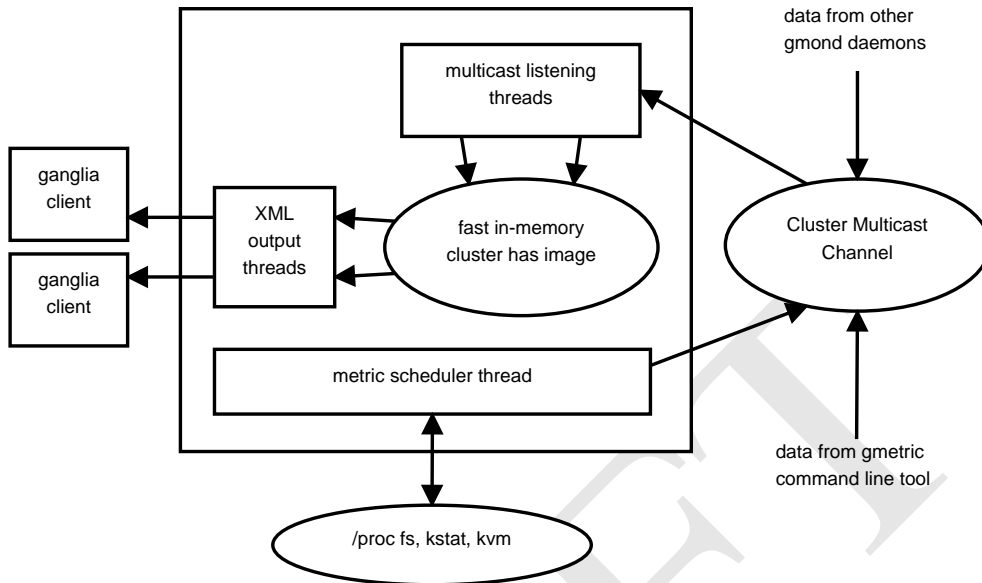 data from other
gmond daemons
multicast listening
threads
ganglia
client
XML
output
threads
fast in-memory
cluster has image
Cluster Multicast
Channel
ganglia
client
metric scheduler thread
data from gmetric
command line tool
/proc fs, kstat, kvm
FT